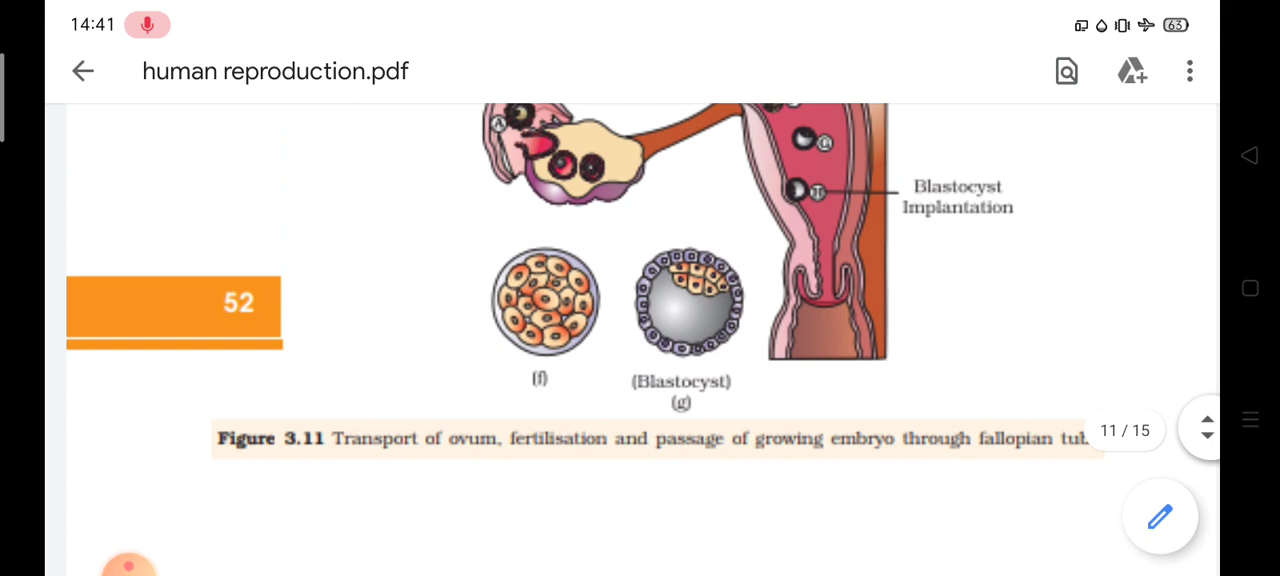 14:41
63
human reproduction.pdf
A
G
H
Blastocyst
Implantation
52
(f)
(Blastocyst)
(g)
11 / 15
Figure 3.11 Transport of ovum, fertilisation and passage of growing embryo through fallopian